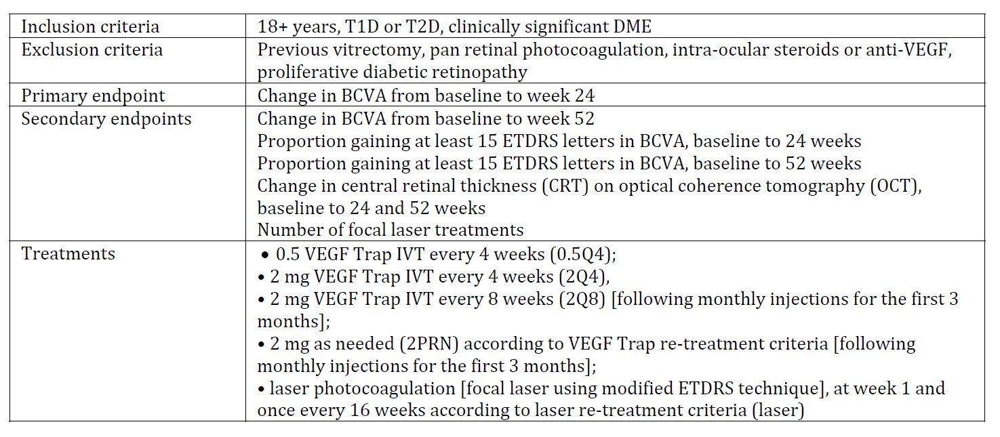 Inclusion criteria 18+ years, T1D or T2D, clinically significant DME
Exclusion criteria Previous vitrectomy, pan retinal photocoagulation, intra-ocular steroids or anti-VEGF,
proliferative diabetic retinopathy
Primary endpoint Change in BCVA from baseline to week 24
Secondary endpoints Change in BCVA from baseline to week 52
Proportion gaining at least 15 ETDRS letters in BCVA, baseline to 24 weeks
Proportion gaining at least 15 ETDRS letters in BCVA, baseline to 52 weeks
Change in central retinal thickness (CRT) on optical coherence tomography (OCT),
baseline to 24 and 52 weeks
Number of focal laser treatments
Treatments • 0.5 VEGF Trap IVT every 4 weeks (0.5Q4);
• 2 mg VEGF Trap IVT every 4 weeks (2Q4),
• 2 mg VEGF Trap IVT every 8 weeks (2Q8) [following monthly injections for the first 3
months];
• 2 mg as needed (2PRN) according to VEGF Trap re-treatment criteria [following
monthly injections for the first 3 months];
• laser photocoagulation [focal laser using modified ETDRS technique], at week 1 and
once every 16 weeks according to laser re-treatment criteria (laser)